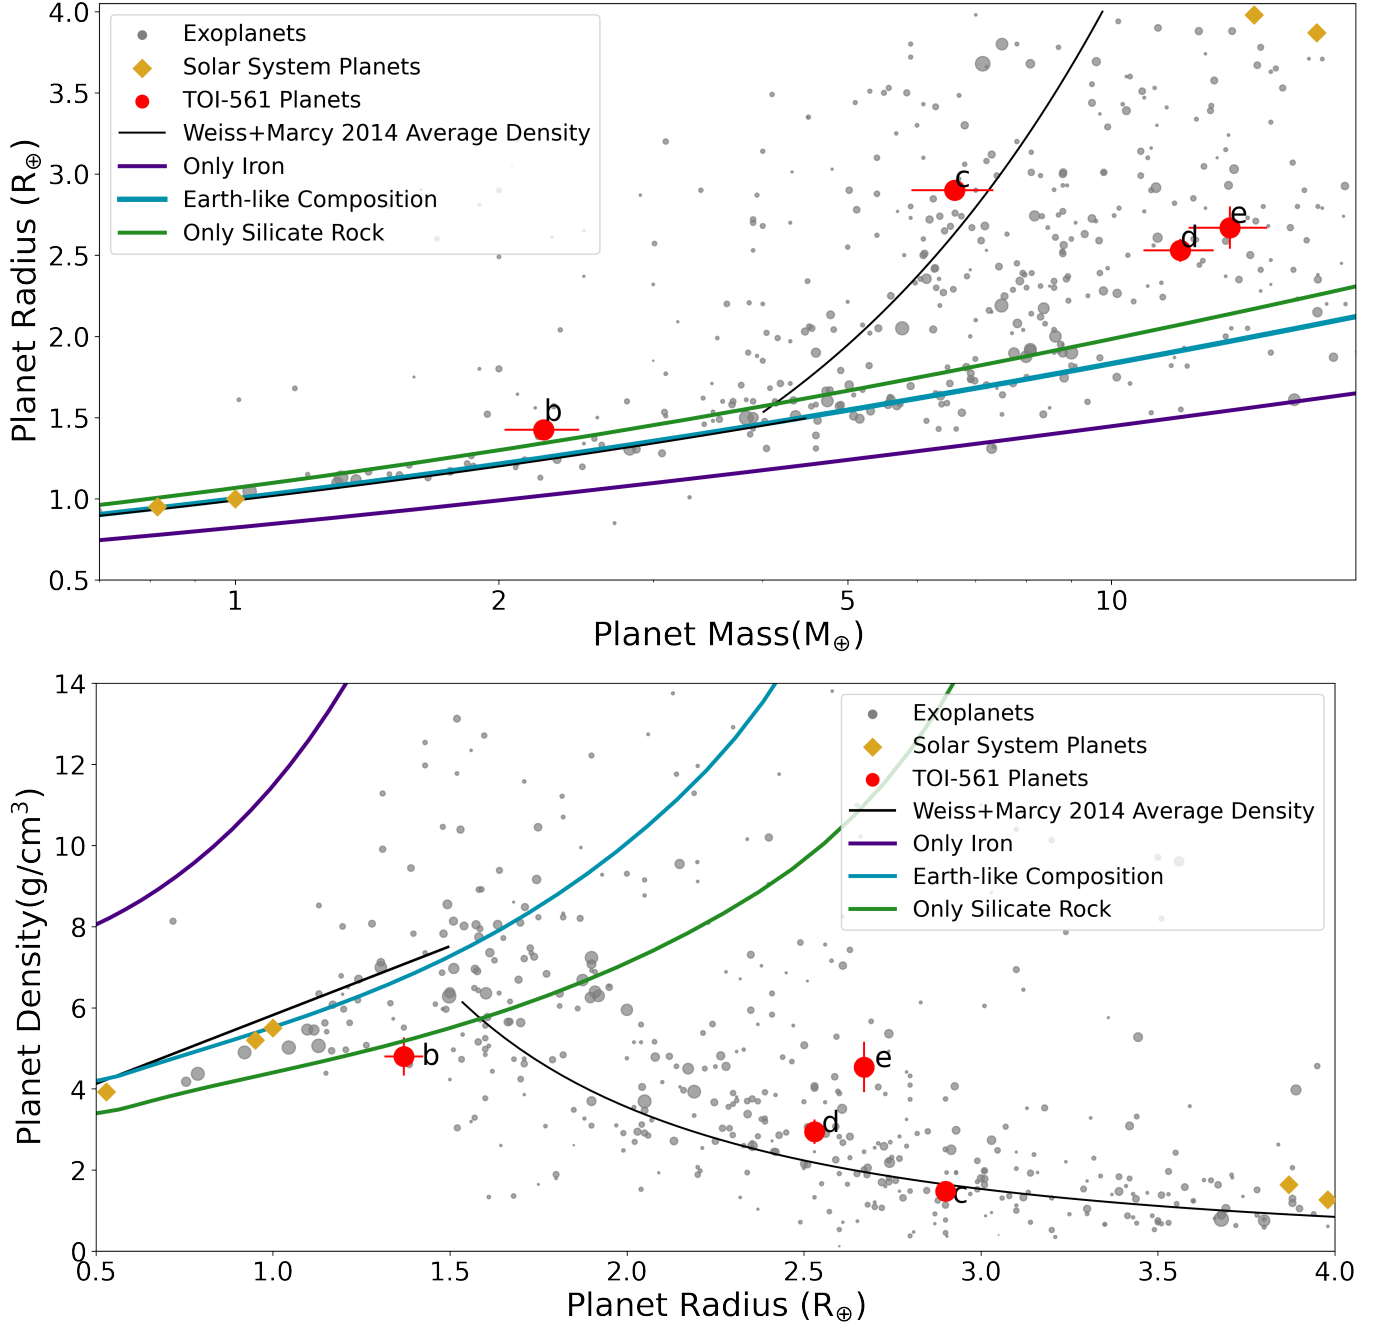 4.0
3.5
3.0
2.5
2.0
1.5
1.0
0.5
Planet Radius (R⊕)
Exoplanets
Solar System Planets
TOI-561 Planets
Weiss+Marcy 2014 Average Density
Only Iron
Earth-like Composition
Only Silicate Rock
c
e
d
b
1
2
5
10
Planet Mass(M⊕)
14
12
10
8
6
4
2
0
Planet Density(g/cm³)
Exoplanets
Solar System Planets
TOI-561 Planets
Weiss+Marcy 2014 Average Density
Only Iron
Earth-like Composition
Only Silicate Rock
b
e
d
c
0.5
1.0
1.5
2.0
2.5
3.0
3.5
4.0
Planet Radius (R⊕)